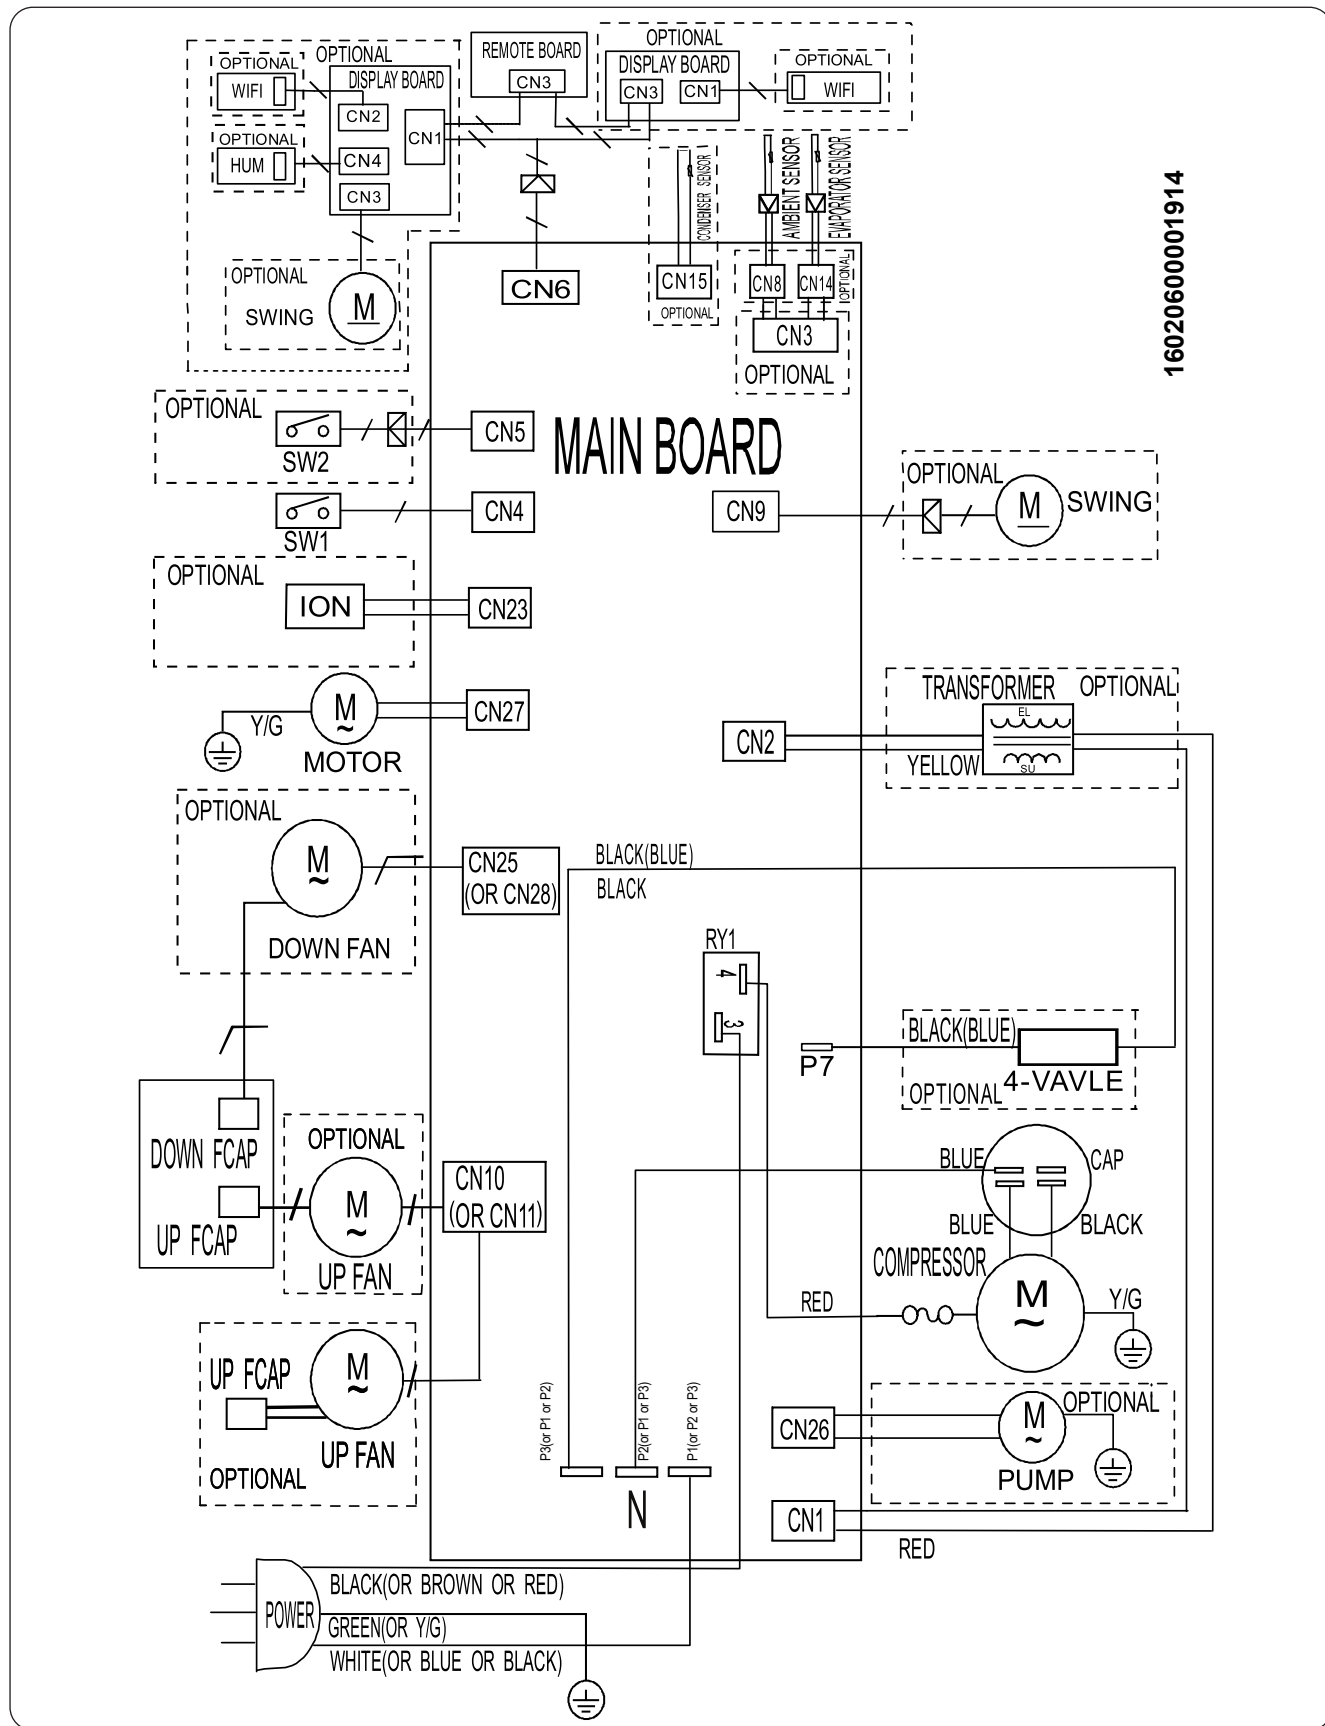 OPTIONAL
WIFI
OPTIONAL
HUM
OPTIONAL
DISPLAY BOARD
CN2
CN1
CN4
CN3
OPTIONAL
SWING
M
REMOTE BOARD
CN3
OPTIONAL
DISPLAY BOARD
CN3
CN1
OPTIONAL
WIFI
CN6
CONDENSER SENSOR
CN15
OPTIONAL
AMBIENT SENSOR
EVAPORATOR SENSOR
CN8
CN14
OPTIONAL
CN3
OPTIONAL
1602060001914
OPTIONAL
SW2
CN5
MAIN BOARD
SW1
CN4
CN9
OPTIONAL
M
SWING
OPTIONAL
ION
CN23
Y/G
M
~
MOTOR
CN27
CN2
TRANSFORMER
OPTIONAL
EL
SU
YELLOW
OPTIONAL
M
~
DOWN FAN
CN25
(OR CN28)
BLACK(BLUE)
BLACK
RY1
4
3
P7
BLACK(BLUE)
OPTIONAL
4-VAVLE
DOWN FCAP
UP FCAP
OPTIONAL
M
~
UP FAN
CN10
(OR CN11)
BLUE
CAP
BLUE
BLACK
COMPRESSOR
RED
M
~
Y/G
UP FCAP
M
~
UP FAN
OPTIONAL
P3(or P1 or P2)
P2(or P1 or P3)
P1(or P2 or P3)
N
CN26
M
~
OPTIONAL
PUMP
CN1
RED
POWER
BLACK(OR BROWN OR RED)
GREEN(OR Y/G)
WHITE(OR BLUE OR BLACK)